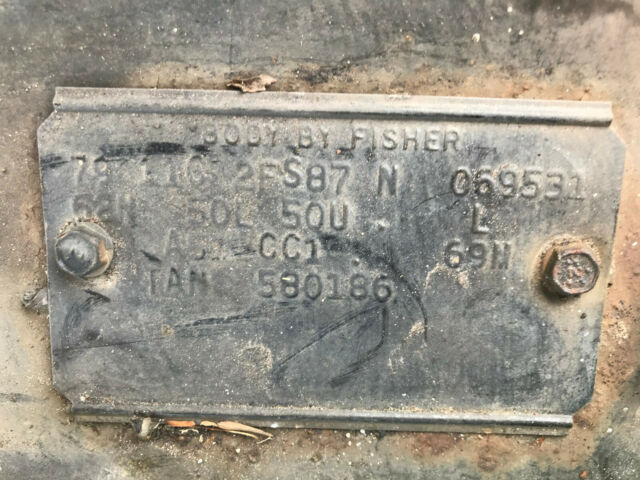 BODY BY FISHER
79 2FS87 N 069531
50L 50U L
CC1 69M
TAN 580186